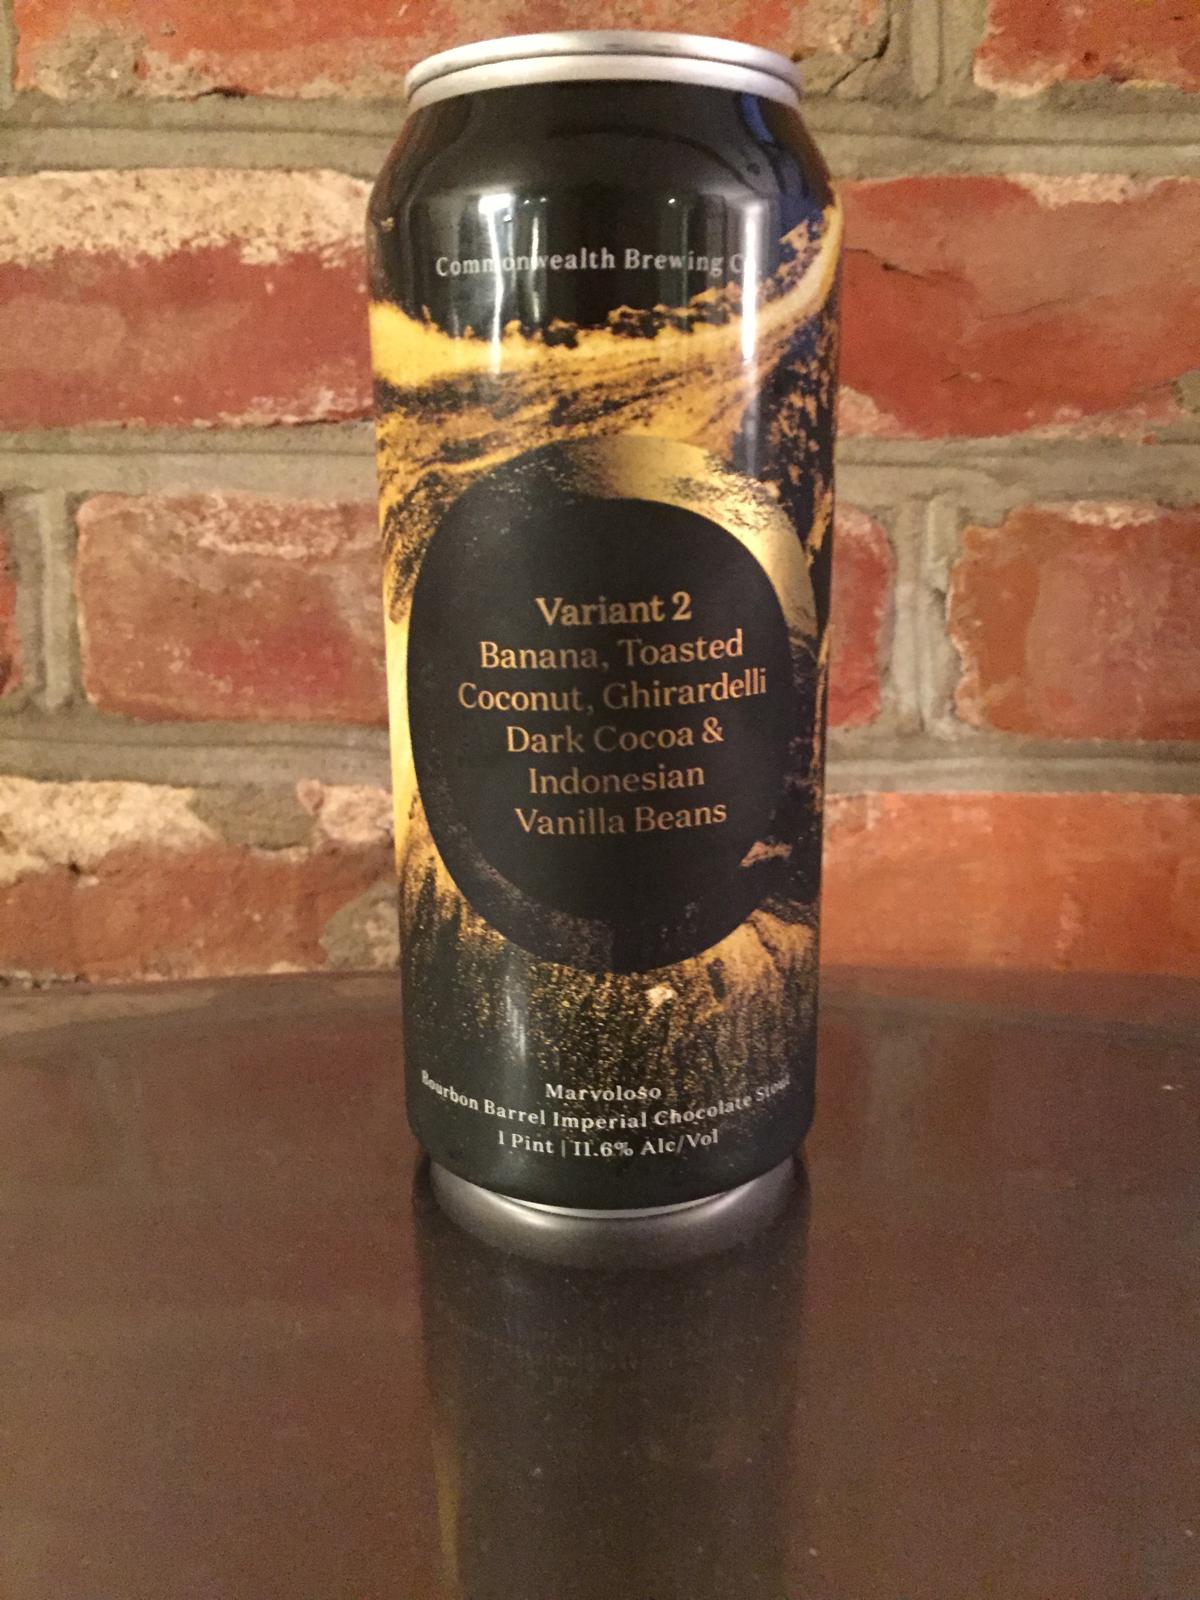 Commonwealth Brewing C
Variant 2
Banana, Toasted
Coconut, Ghirardelli
Dark Cocoa &
Indonesian
Vanilla Beans
Marvoloso
Bourbon Barrel Imperial Chocolate Stout
1 Pint | 11.6% Alc/Vol